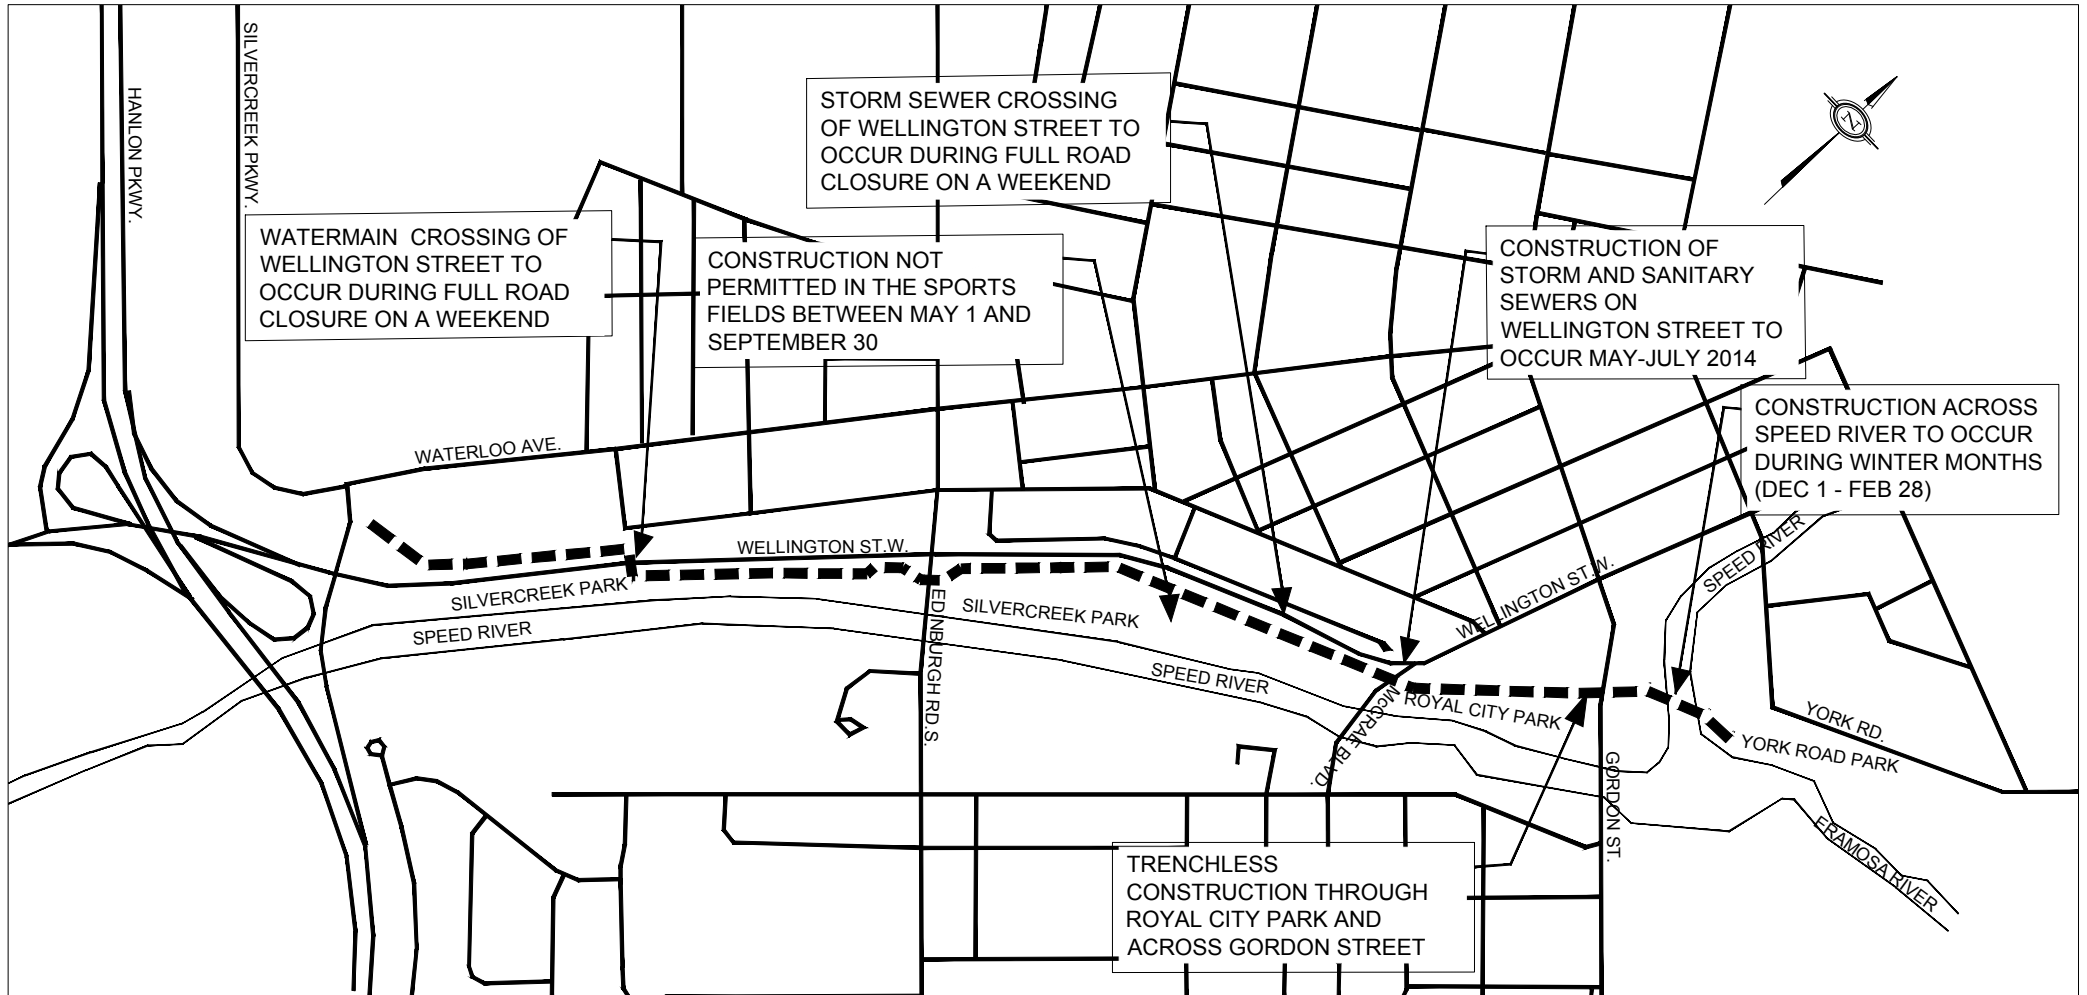 SILVERCREEK PKWY.
HANLON PKWY.
STORM SEWER CROSSING
OF WELLINGTON STREET TO
OCCUR DURING FULL ROAD
CLOSURE ON A WEEKEND
N
WATERMAIN CROSSING OF
WELLINGTON STREET TO
OCCUR DURING FULL ROAD
CLOSURE ON A WEEKEND
CONSTRUCTION NOT
PERMITTED IN THE SPORTS
FIELDS BETWEEN MAY 1 AND
SEPTEMBER 30
CONSTRUCTION OF
STORM AND SANITARY
SEWERS ON
WELLINGTON STREET TO
OCCUR MAY-JULY 2014
CONSTRUCTION ACROSS
SPEED RIVER TO OCCUR
DURING WINTER MONTHS
(DEC 1 - FEB 28)
WATERLOO AVE.
WELLINGTON ST.W.
SILVERCREEK PARK
SPEED RIVER
EDINBURGH RD.S.
SILVERCREEK PARK
SPEED RIVER
WELLINGTON ST.W.
SPEED RIVER
McCRAE BLVD.
ROYAL CITY PARK
GORDON ST.
YORK RD.
YORK ROAD PARK
ERAMOSA RIVER
TRENCHLESS
CONSTRUCTION THROUGH
ROYAL CITY PARK AND
ACROSS GORDON STREET